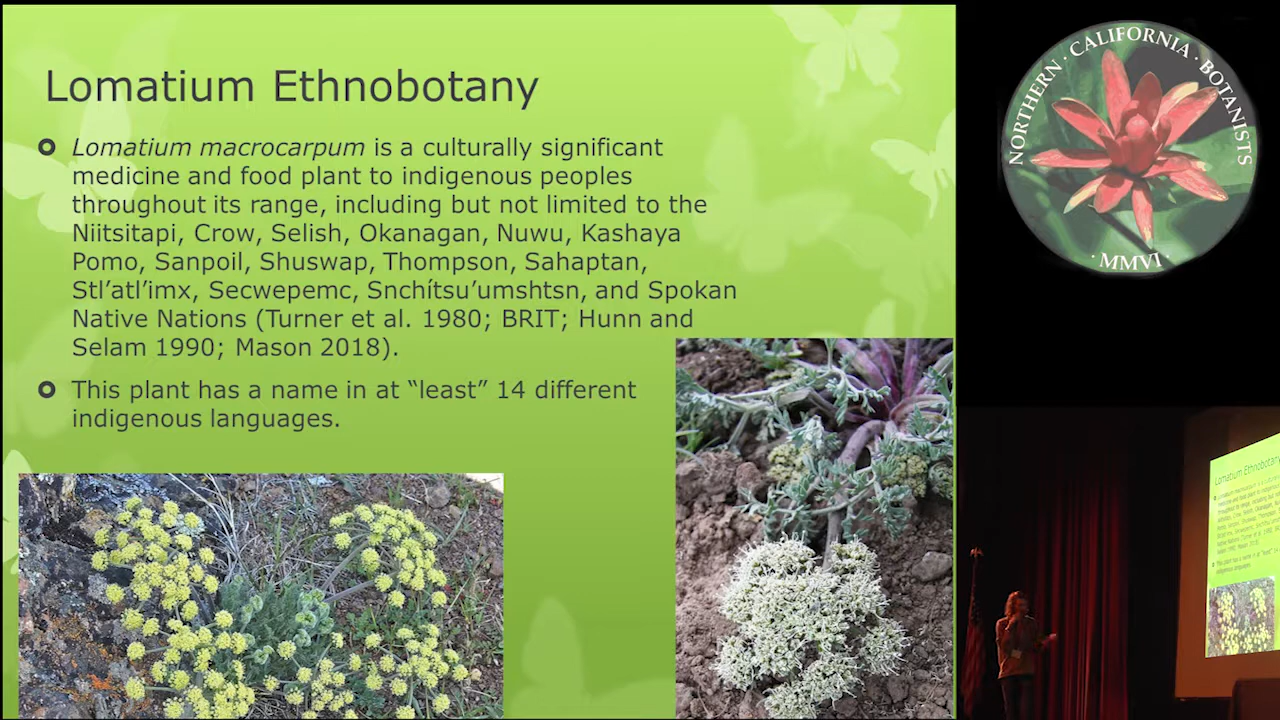 Lomatium Ethnobotany
Lomatium macrocarpum is a culturally significant
medicine and food plant to indigenous peoples
throughout its range, including but not limited to the
Niitsitapi, Crow, Selish, Okanagan, Nuwu, Kashaya
Pomo, Sanpoil, Shuswap, Thompson, Sahaptan,
Stl’atl’imx, Secwepemc, Snchítsu’umshtsn, and Spokan
Native Nations (Turner et al. 1980; BRIT; Hunn and
Selam 1990; Mason 2018).
This plant has a name in at “least” 14 different
indigenous languages.
NORTHERN · CALIFORNIA · BOTANISTS
· MMVI ·
Lomatium Ethnobotany